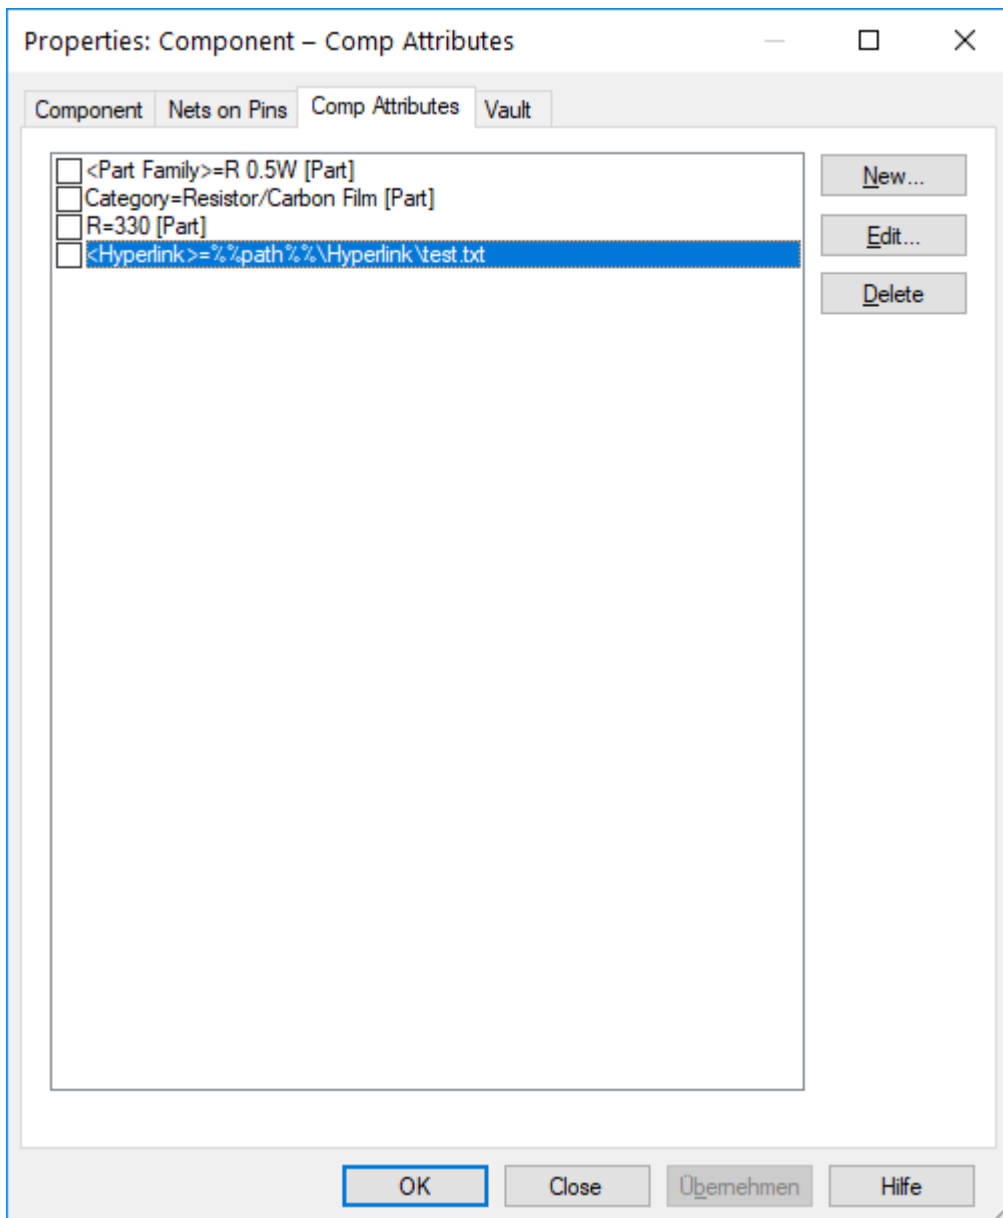 Properties: Component – Comp Attributes
Component Nets on Pins Comp Attributes Vault
<Part Family>=R 0.5W [Part]
Category=Resistor/Carbon Film [Part]
R=330 [Part]
<Hyperlink>=%%path%%\Hyperlink\test.txt
New...
Edit...
Delete
OK Close Übernehmen Hilfe